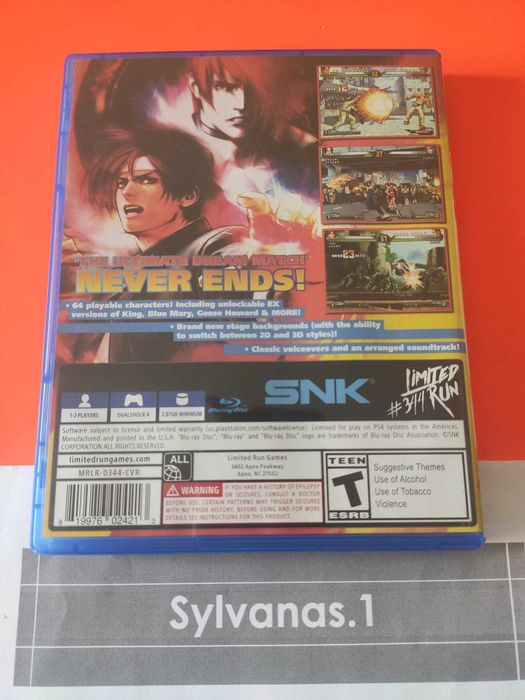 "THE ULTIMATE DREAM MATCH"
NEVER ENDS!
• 64 playable characters! Including unlockable EX
versions of King, Blue Mary, Geese Howard & MORE!
• Brand new stage backgrounds (with the ability
to switch between 2D and 3D styles)!
• Classic voiceovers and an arranged soundtrack!
1-2 PLAYERS
DUALSHOCK 4
2.87GB MINIMUM
Blu-ray Disc
SNK
LIMITED
RUN
#344
Software subject to license and limited warranty (us.playstation.com/softwarelicense). Licensed for play on PS4 systems in the Americas.
Manufactured and printed in the U.S.A. "Blu-ray Disc", "Blu-ray" and "Blu-ray Disc" logo are trademarks of Blu-ray Disc Association. ©SNK
CORPORATION ALL RIGHTS RESERVED.
limitedrungames.com
MRLR-0344-CVR
8 19976 02421 3
ALL
Limited Run Games
3402 Apex Peakway
Apex, NC 27502
WARNING IF YOU HAVE A HISTORY OF EPILEPSY
OR SEIZURES, CONSULT A DOCTOR
BEFORE USE. CERTAIN PATTERNS MAY TRIGGER SEIZURES
WITH NO PRIOR HISTORY. BEFORE USING AND FOR MORE
DETAILS SEE INSTRUCTIONS FOR THIS PRODUCT.
TEEN
T
ESRB
Suggestive Themes
Use of Alcohol
Use of Tobacco
Violence
Sylvanas.1